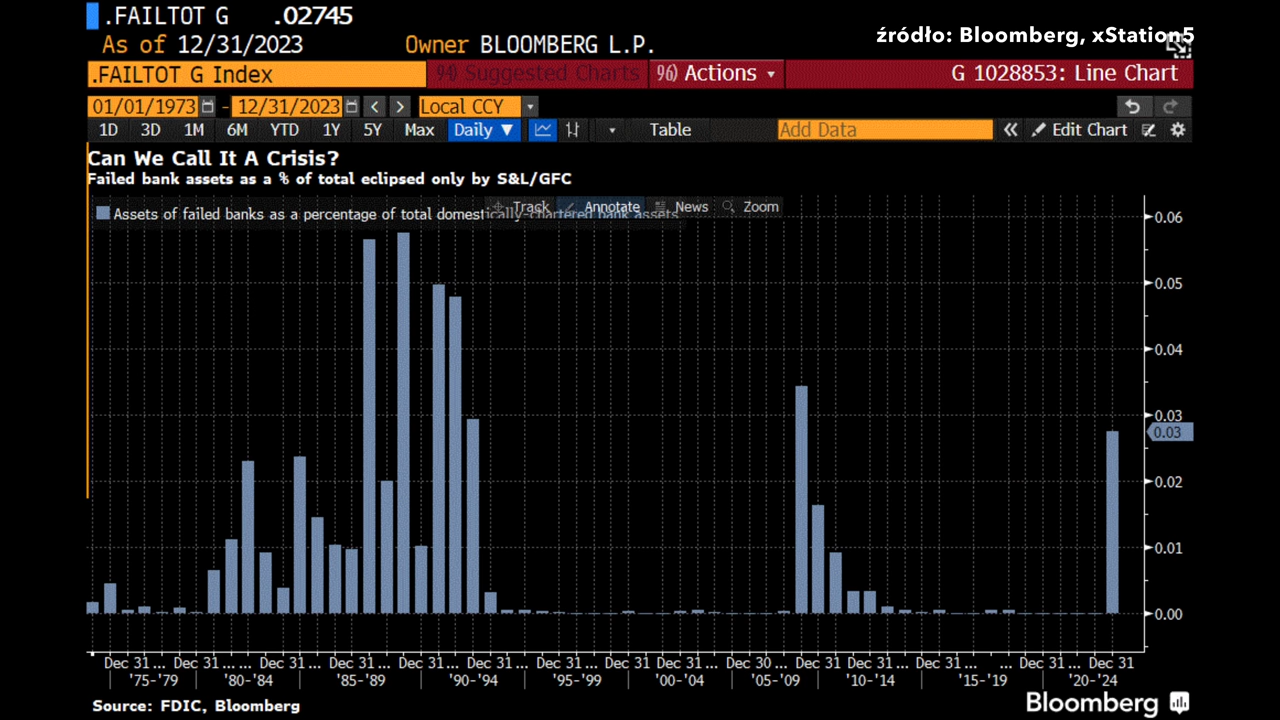 .FAILTOT G .02745
źródło: Bloomberg, xStation5
As of 12/31/2023 Owner BLOOMBERG L.P.
.FAILTOT G Index 94) Suggested Charts 96) Actions ▾ G 1028853: Line Chart
01/01/1973 - 12/31/2023 < > Local CCY ▾
1D 3D 1M 6M YTD 1Y 5Y Max Daily ▼ ▾ Table Add Data « Edit Chart
Can We Call It A Crisis?
Failed bank assets as a % of total eclipsed only by S&L/GFC
Track Annotate News Zoom
Assets of failed banks as a percentage of total domestically-chartered bank assets
0.06
0.05
0.04
0.03
0.03
0.02
0.01
0.00
Dec 31 ... Dec 31 ... ... Dec 31 ... Dec 31 ... Dec 31 ... Dec 31 ... Dec 31 Dec 31 ... Dec 30 ... Dec 31 Dec 31 ... Dec 31 ... ... Dec 31 Dec 31
'75-'79 '80-'84 '85-'89 '90-'94 '95-'99 '00-'04 '05-'09 '10-'14 '15-'19 '20-'24
Source: FDIC, Bloomberg
Bloomberg